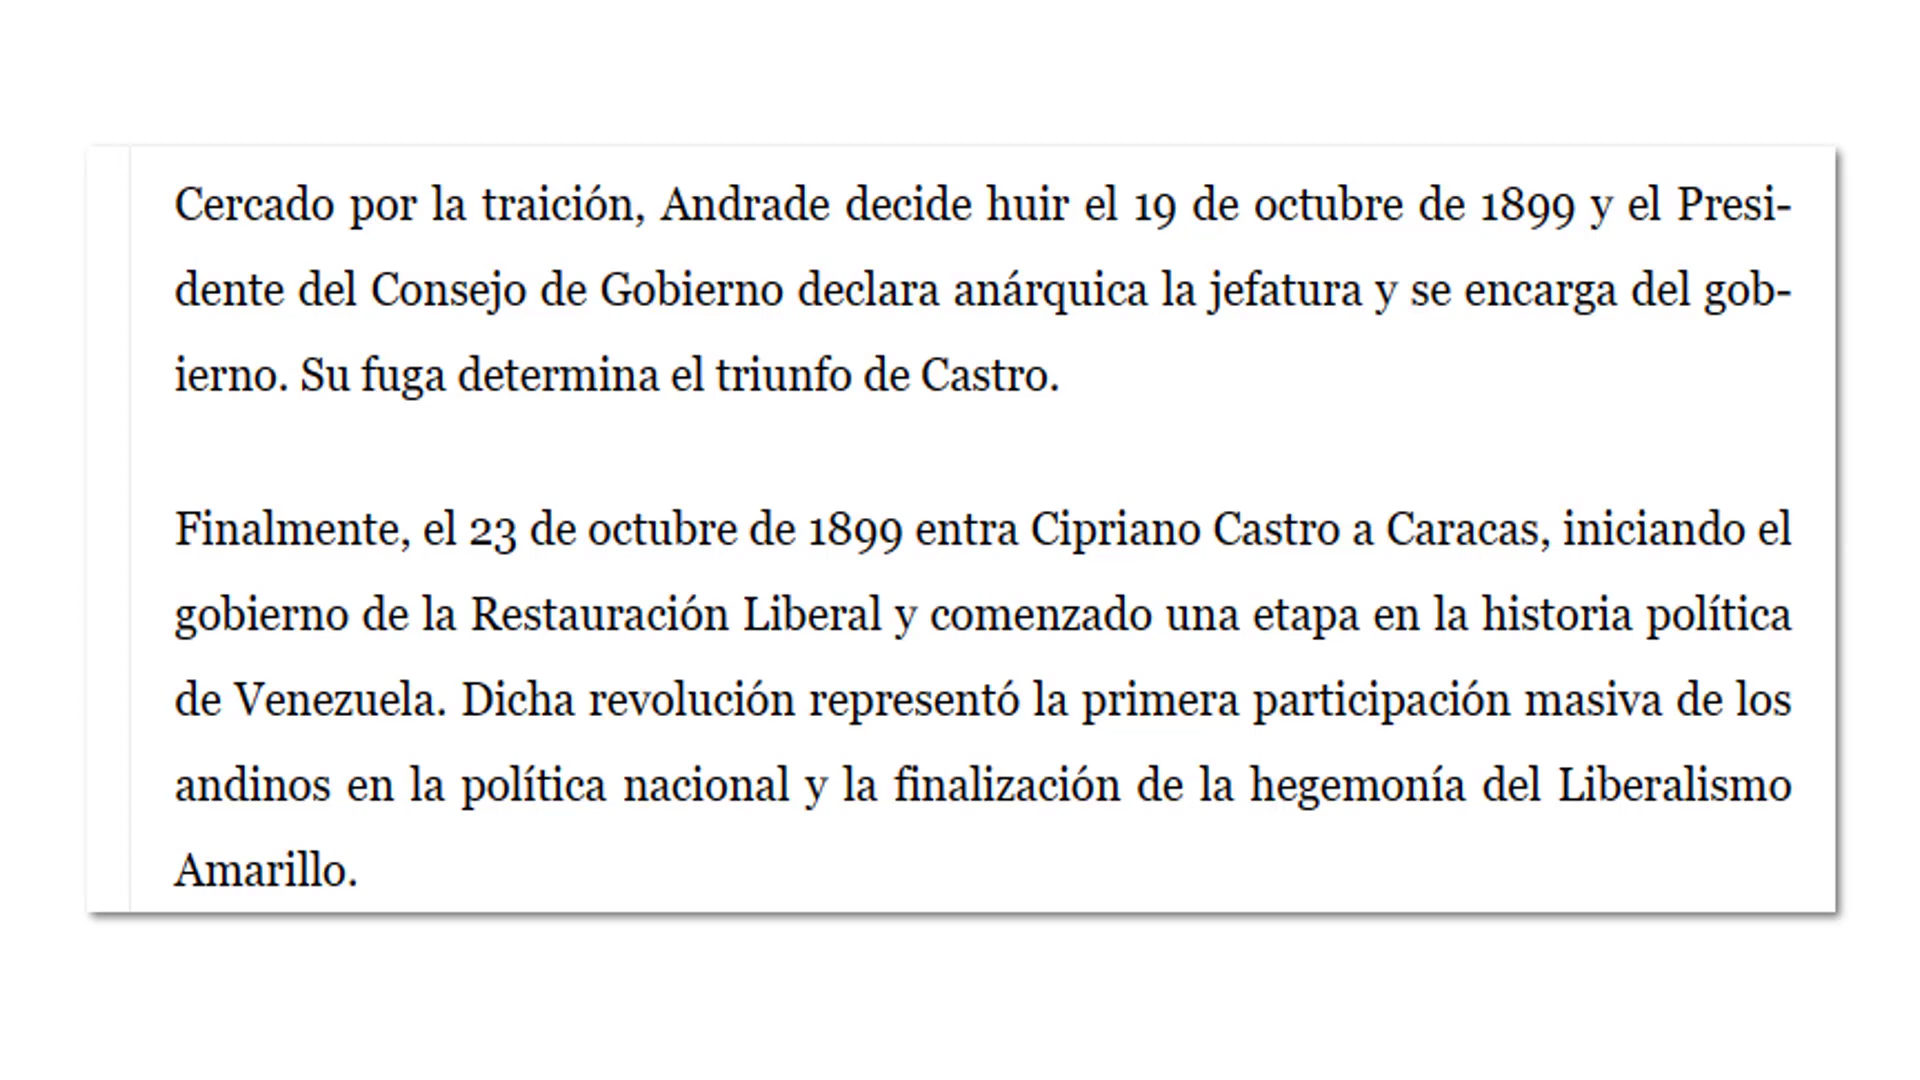 Cercado por la traición, Andrade decide huir el 19 de octubre de 1899 y el Presi-
dente del Consejo de Gobierno declara anárquica la jefatura y se encarga del gob-
ierno. Su fuga determina el triunfo de Castro.
Finalmente, el 23 de octubre de 1899 entra Cipriano Castro a Caracas, iniciando el
gobierno de la Restauración Liberal y comenzado una etapa en la historia política
de Venezuela. Dicha revolución representó la primera participación masiva de los
andinos en la política nacional y la finalización de la hegemonía del Liberalismo
Amarillo.